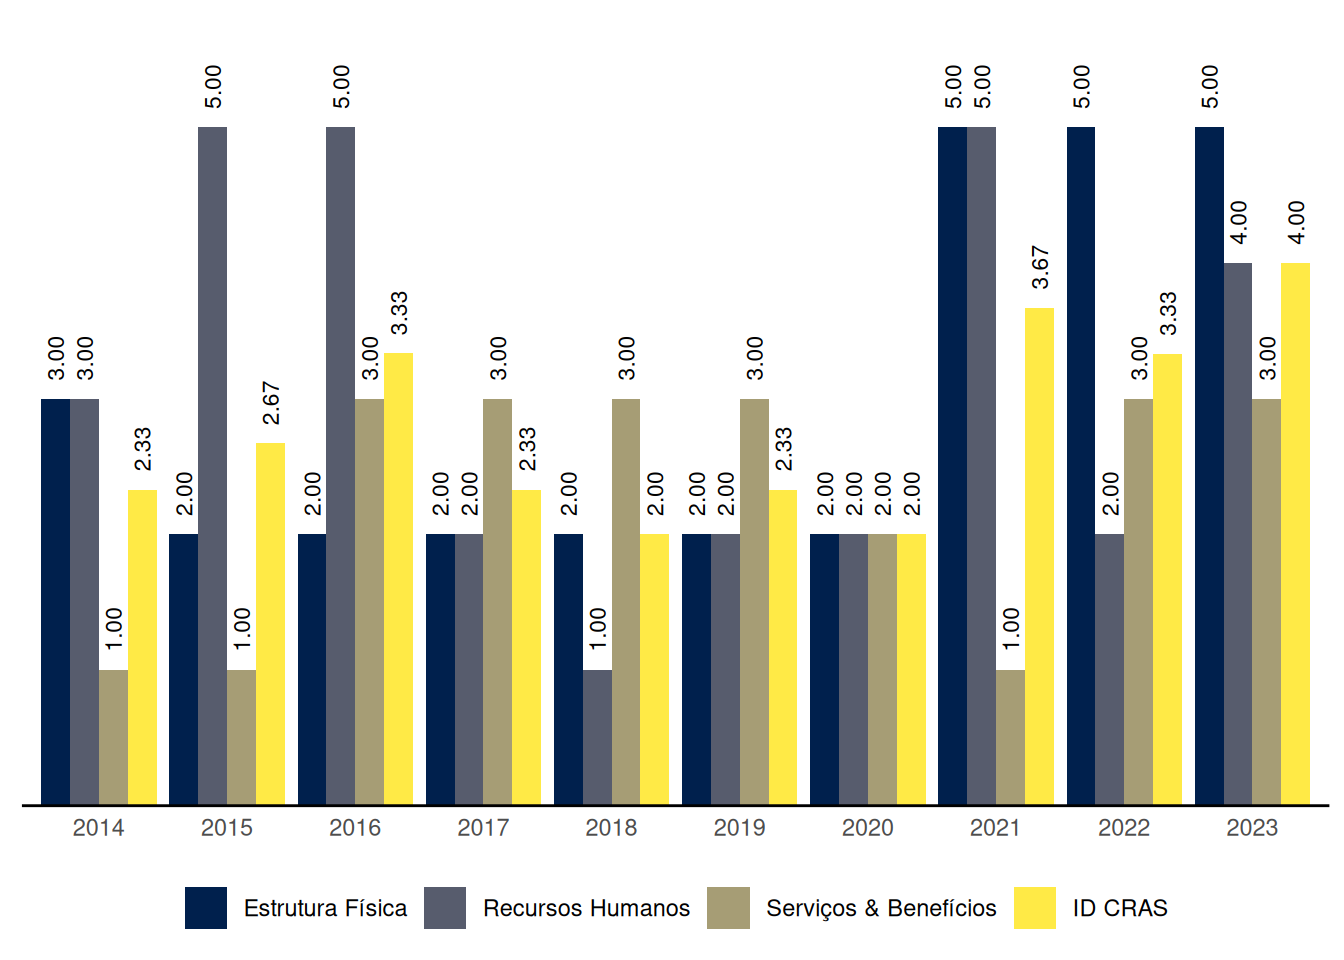 5.00 5.00 5.00 5.00 5.00 5.00
4.00 4.00
3.67
3.33 3.33
3.00 3.00 3.00 3.00 3.00 3.00 3.00 3.00
2.67
2.33 2.33 2.33
2.00 2.00 2.00 2.00 2.00 2.00 2.00 2.00 2.00 2.00 2.00 2.00 2.00
1.00 1.00 1.00 1.00
2014 2015 2016 2017 2018 2019 2020 2021 2022 2023
Estrutura Física Recursos Humanos Serviços & Benefícios ID CRAS